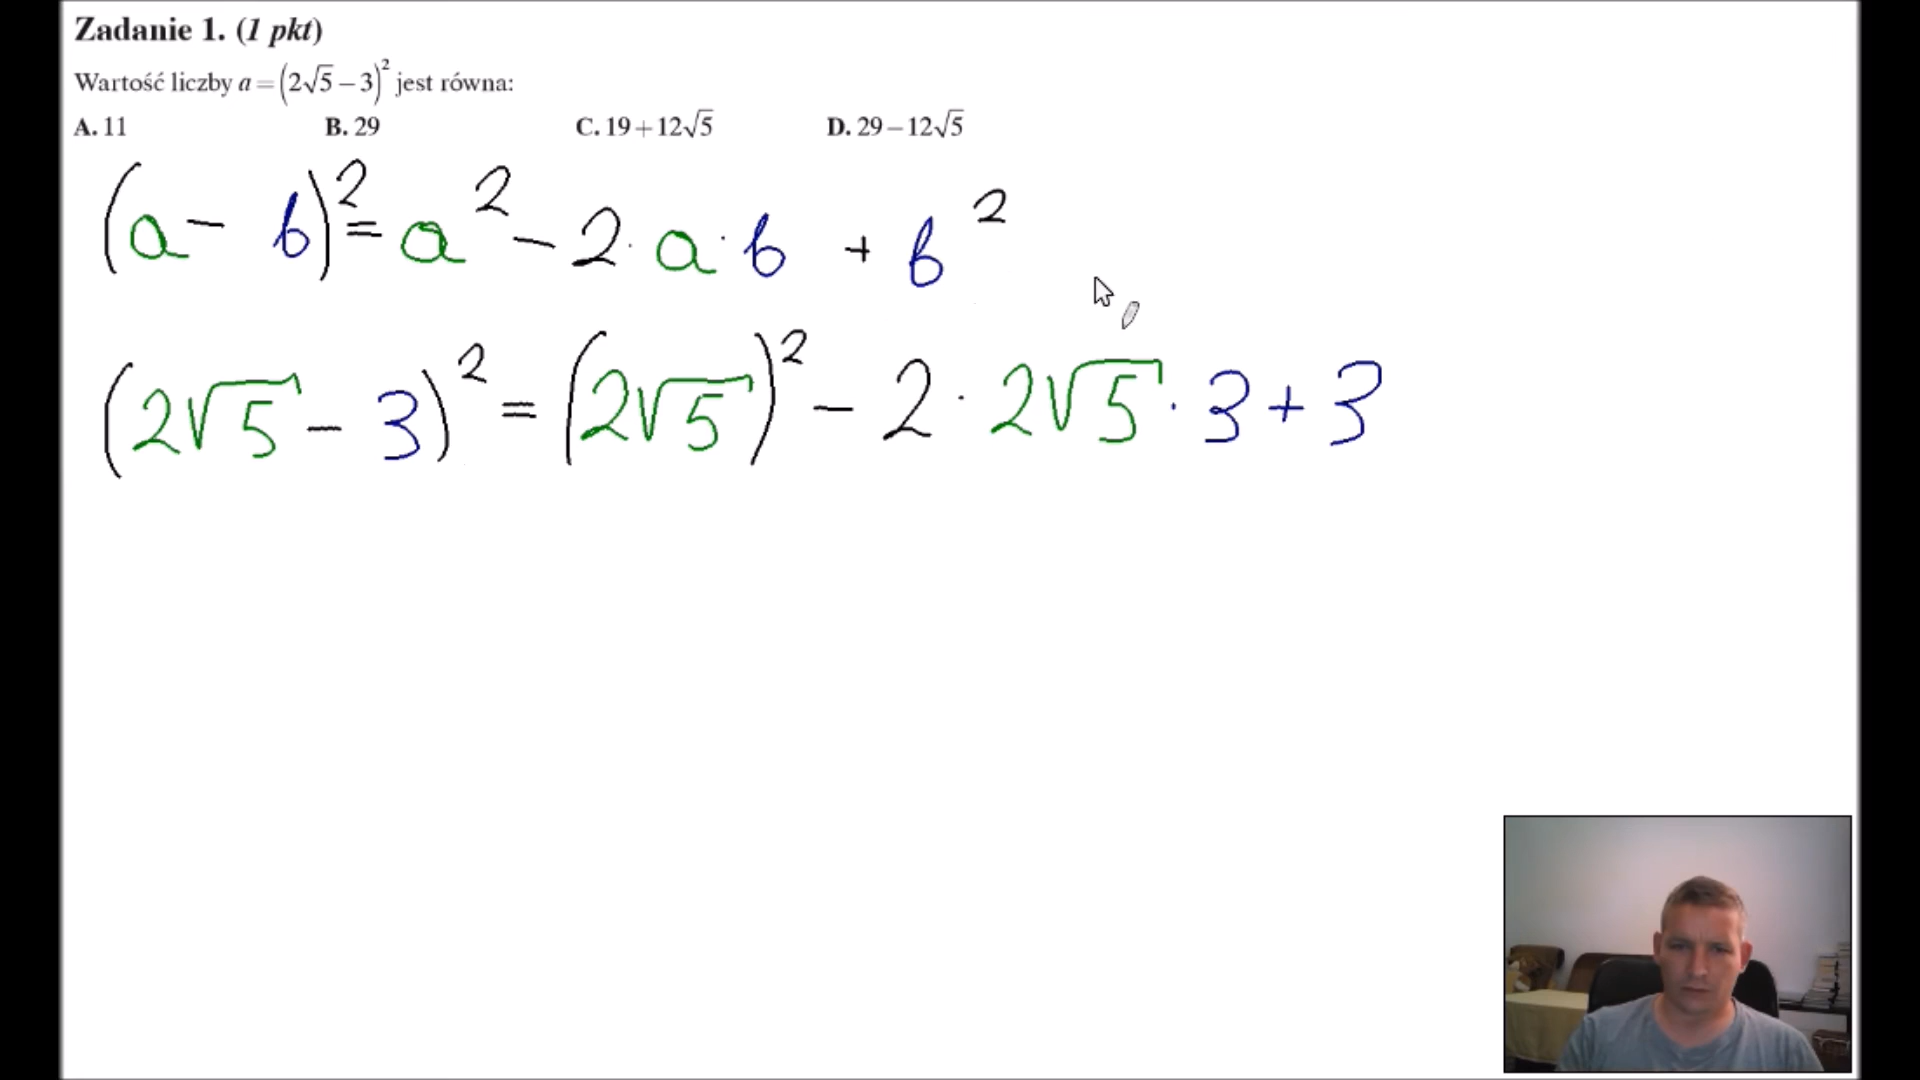 Zadanie 1. (1 pkt)
Wartość liczby a = (2√5 – 3)² jest równa:
A. 11 B. 29 C. 19 + 12√5 D. 29 – 12√5
(a - b)² = a² - 2 · a · b + b²
(2√5 - 3)² = (2√5)² - 2 · 2√5 · 3 + 3